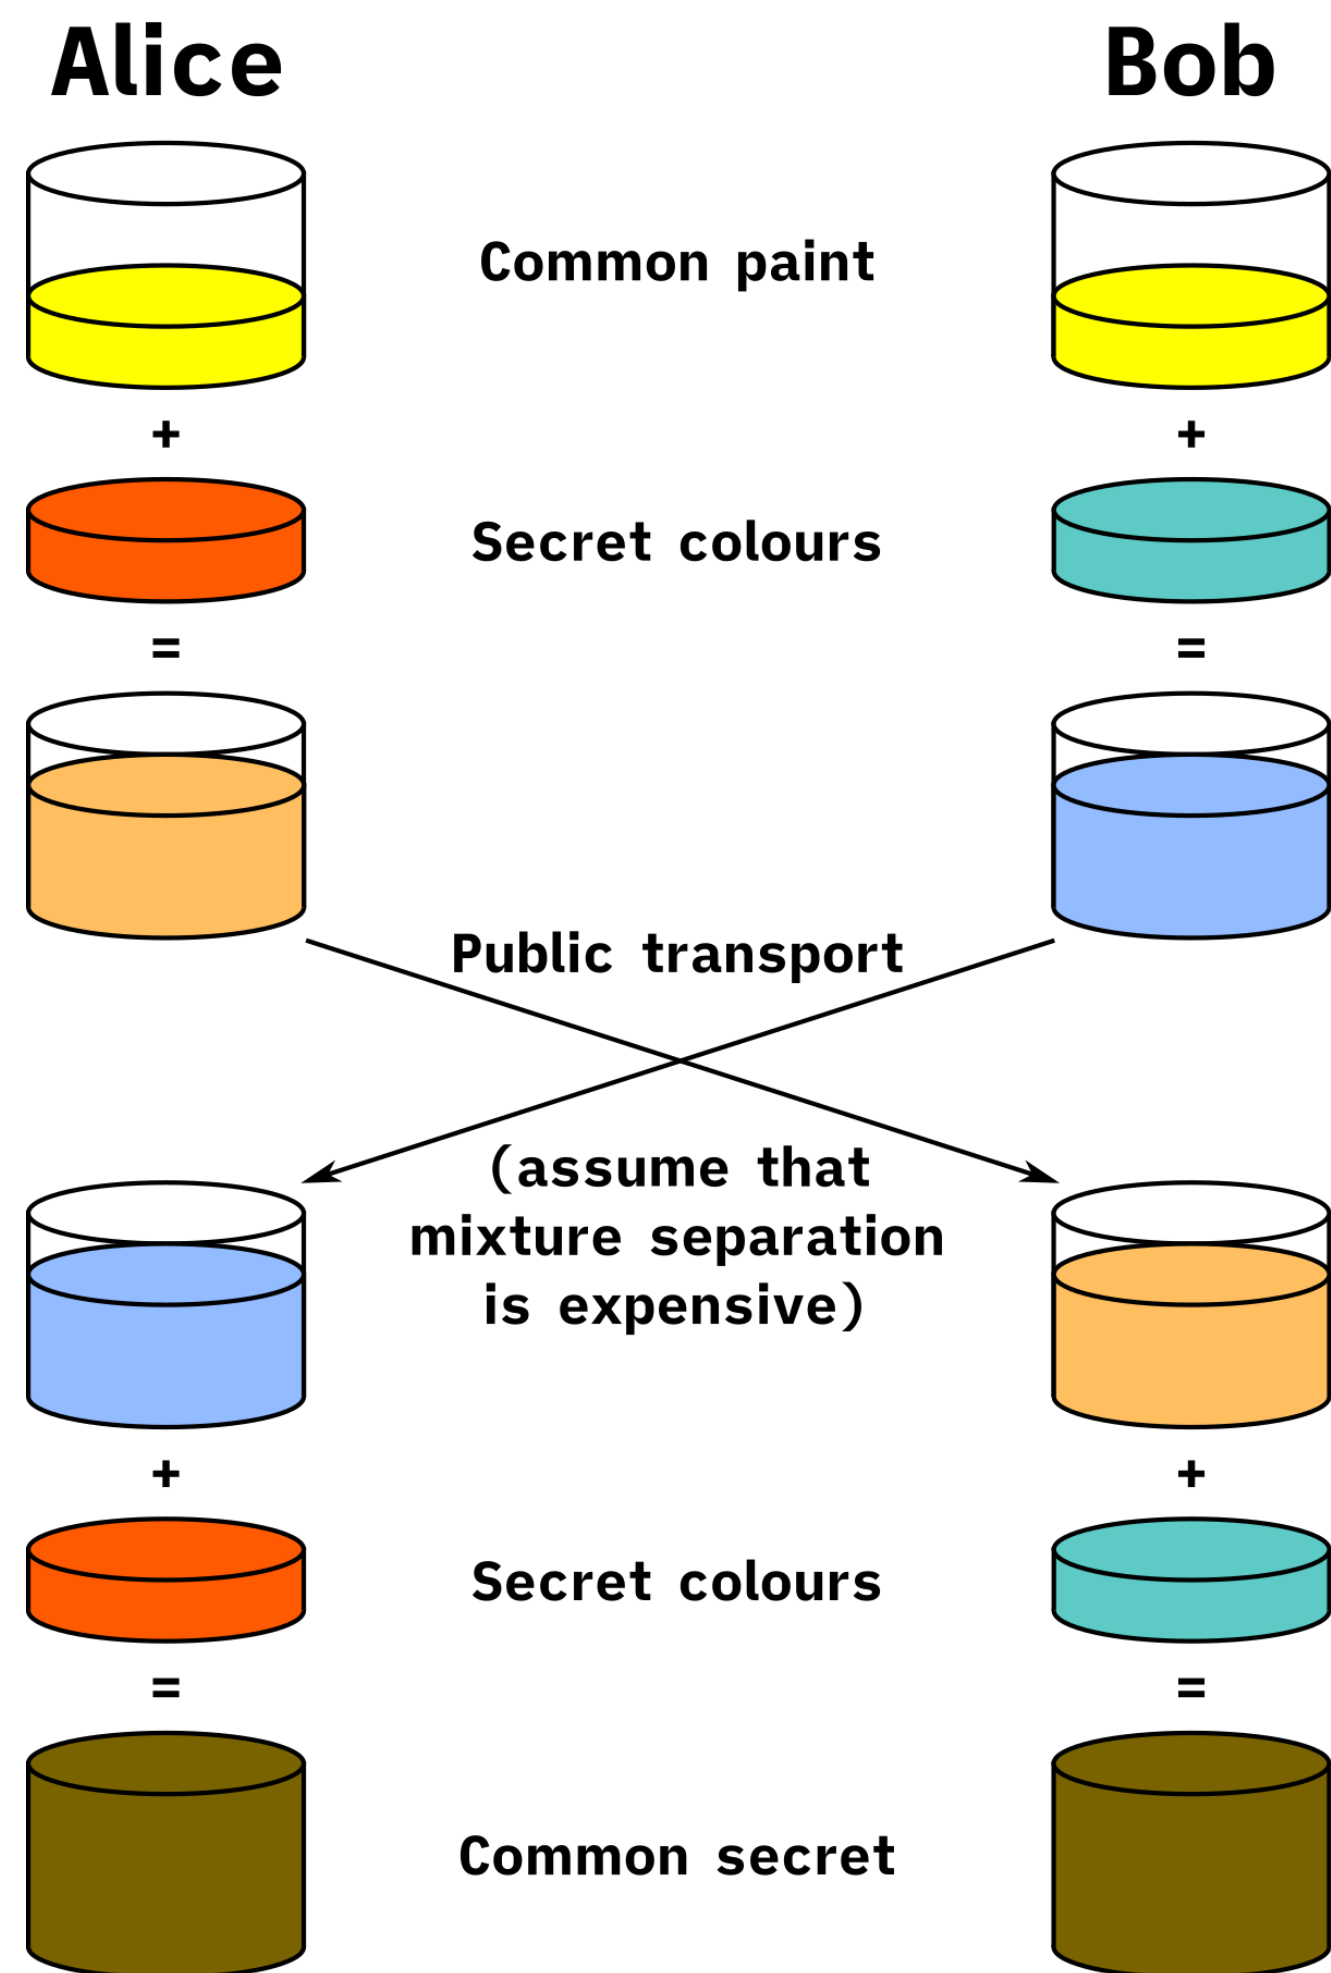 Alice
Bob
Common paint
+
+
Secret colours
=
=
Public transport
(assume that
mixture separation
is expensive)
+
+
Secret colours
=
=
Common secret